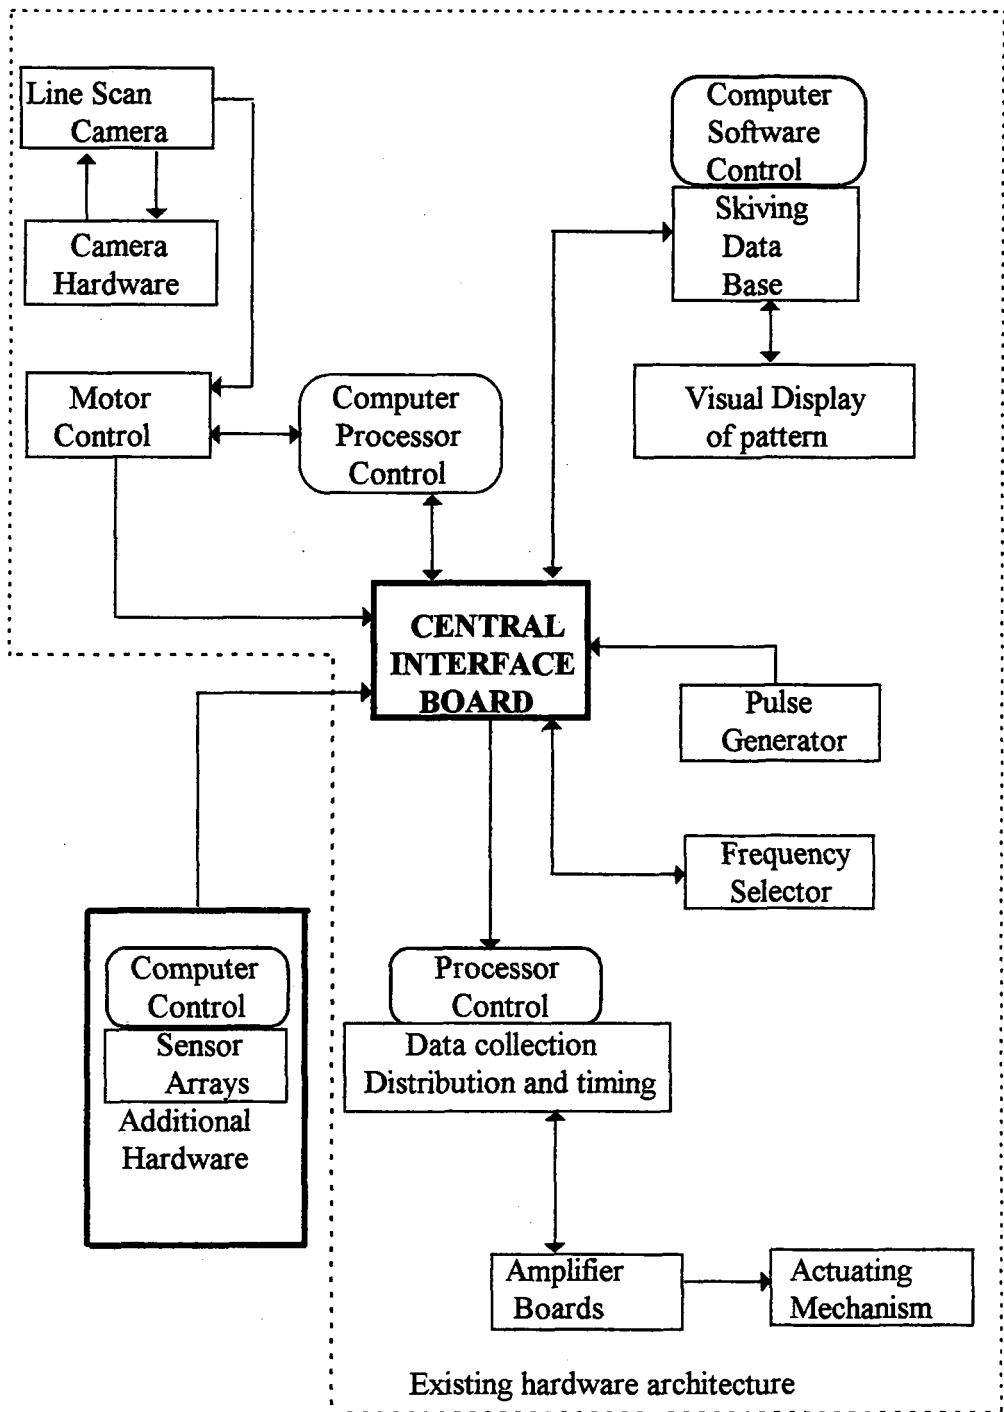 Line Scan
Camera
Camera
Hardware
Motor
Control
Computer
Processor
Control
Computer
Software
Control
Skiving
Data
Base
Visual Display
of pattern
CENTRAL
INTERFACE
BOARD
Pulse
Generator
Frequency
Selector
Computer
Control
Sensor
Arrays
Additional
Hardware
Processor
Control
Data collection
Distribution and timing
Amplifier
Boards
Actuating
Mechanism
Existing hardware architecture